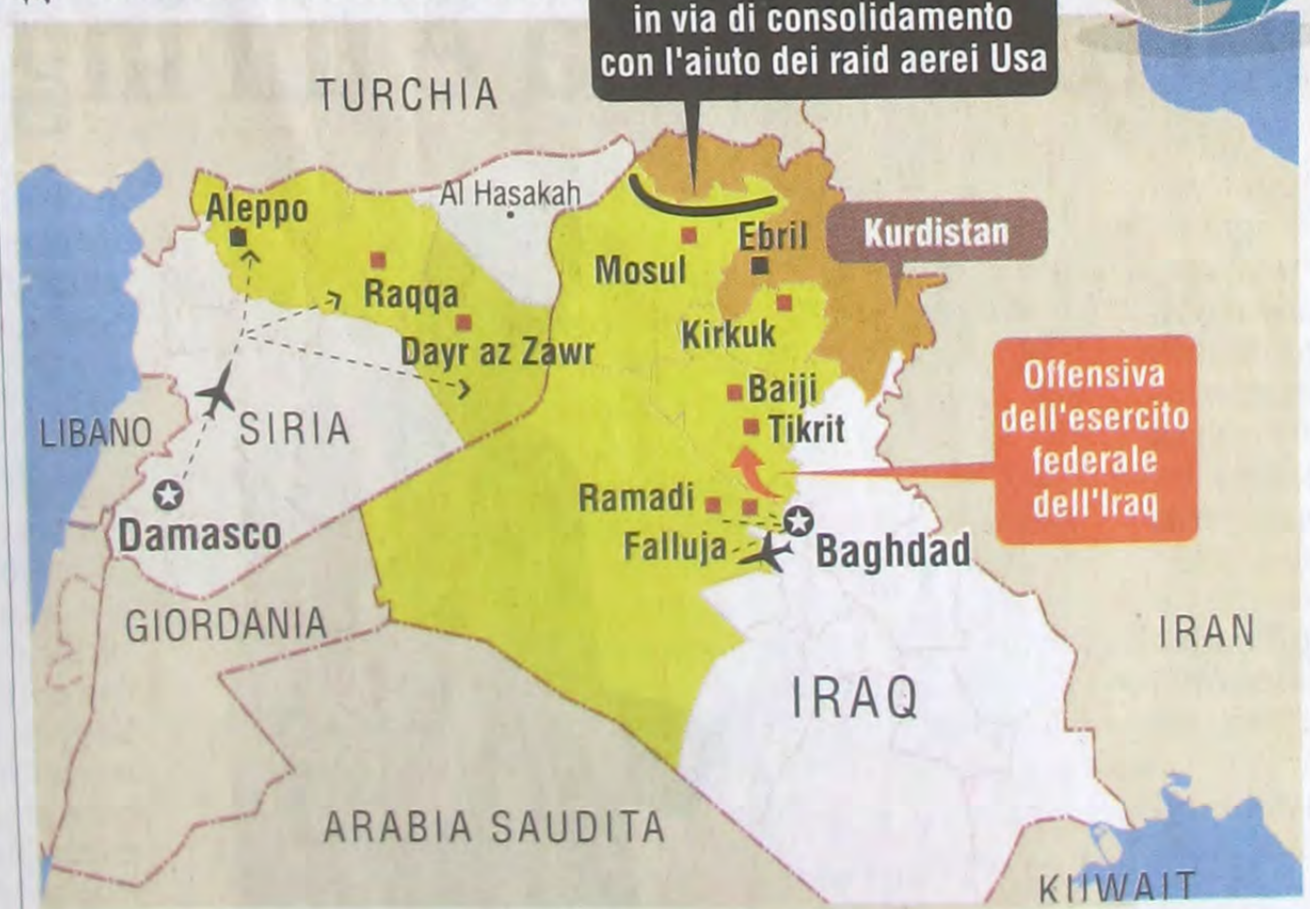 in via di consolidamento
con l'aiuto dei raid aerei Usa
TURCHIA
Al Hasakah
Aleppo
Kurdistan
Ebril
Mosul
Raqqa
Kirkuk
Dayr az Zawr
Offensiva
dell'esercito
federale
dell'Iraq
Baiji
Tikrit
LIBANO
SIRIA
Ramadi
Damasco
Falluja
Baghdad
GIORDANIA
IRAN
IRAQ
ARABIA SAUDITA
KUWAIT